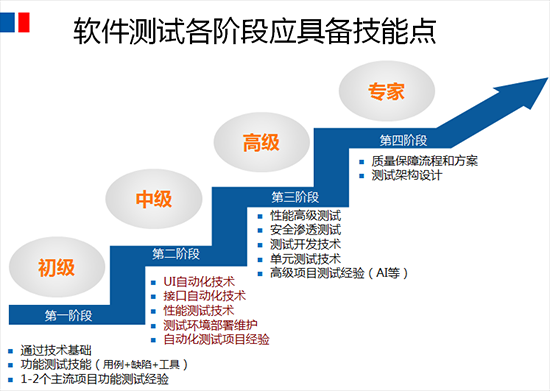 软件测试各阶段应具备技能点
专家
高级
中级
初级
第四阶段
质量保障流程和方案
测试架构设计
第三阶段
性能高级测试
安全渗透测试
测试开发技术
单元测试技术
高级项目测试经验（AI等）
第二阶段
UI自动化技术
接口自动化技术
性能测试技术
测试环境部署维护
自动化测试项目经验
第一阶段
通过技术基础
功能测试技能（用例+缺陷+工具）
1-2个主流项目功能测试经验